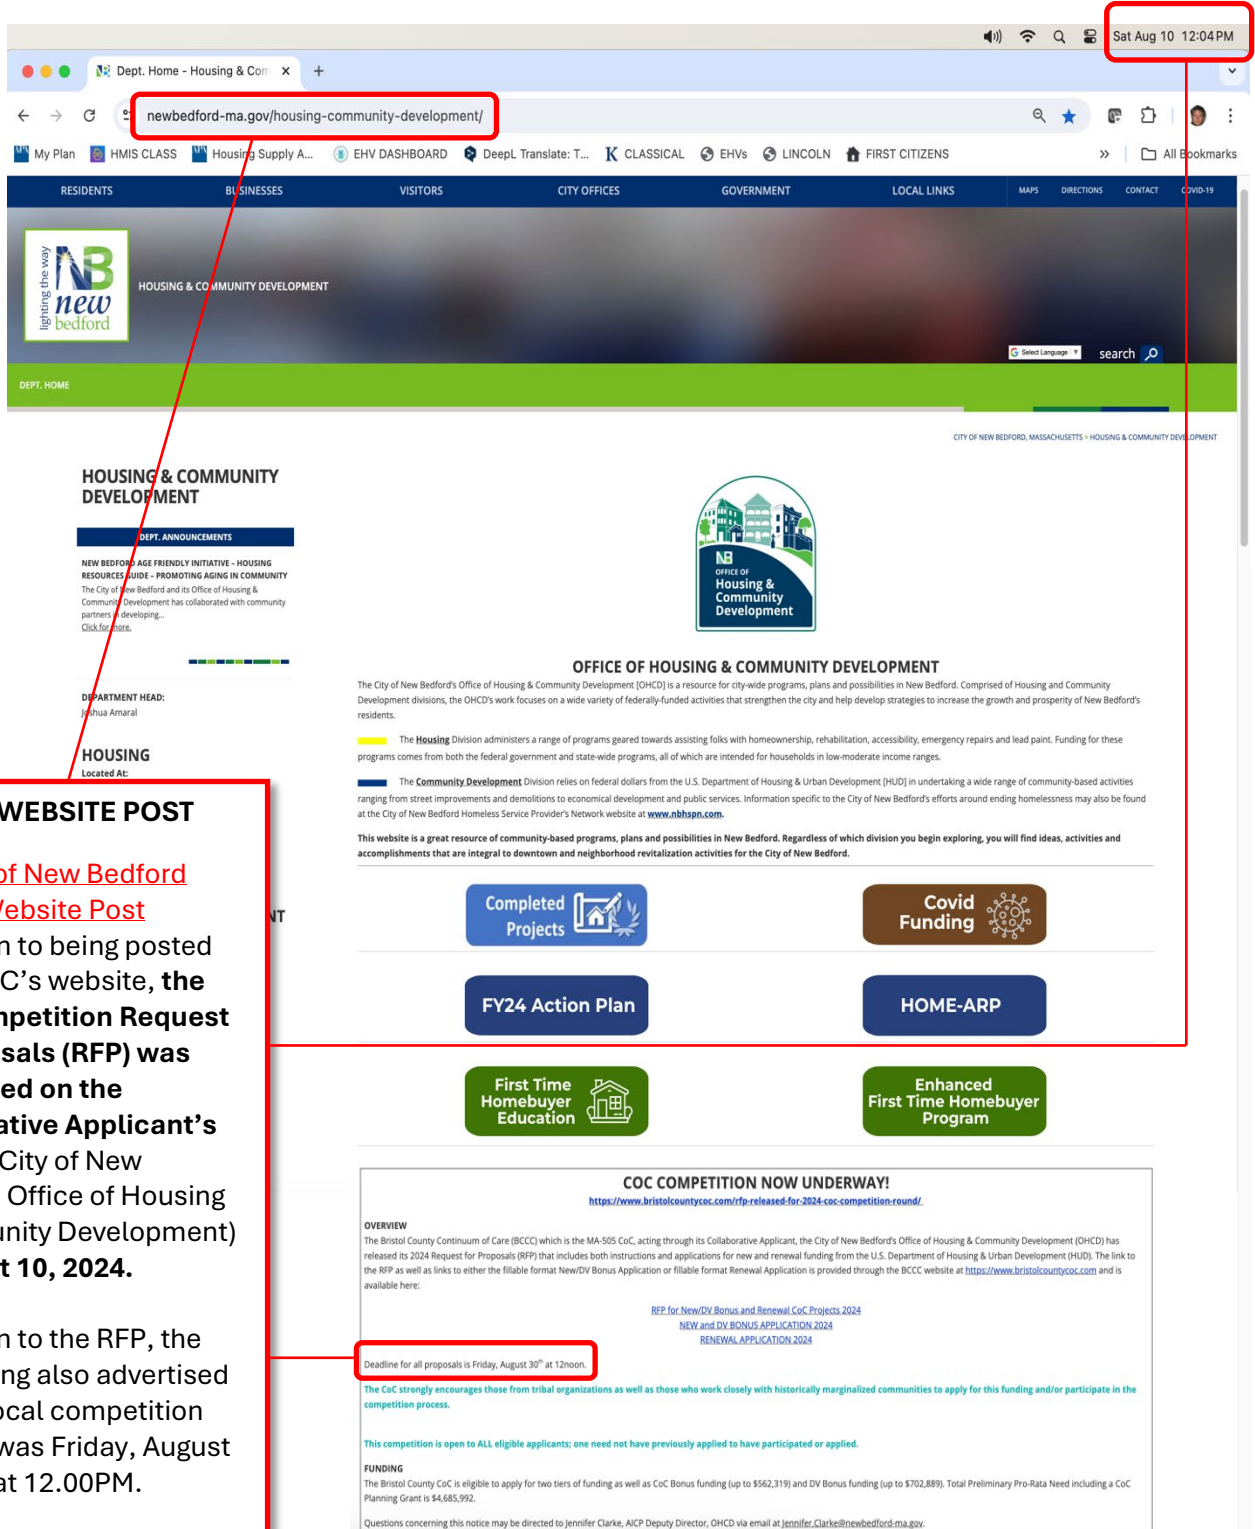 Sat Aug 10 12:04 PM
Dept. Home - Housing & Com
newbedford-ma.gov/housing-community-development/
My Plan HMIS CLASS Housing Supply A... EHV DASHBOARD DeepL Translate: T... K CLASSICAL EHVs LINCOLN FIRST CITIZENS » All Bookmarks
RESIDENTS BUSINESSES VISITORS CITY OFFICES GOVERNMENT LOCAL LINKS MAPS DIRECTIONS CONTACT COVID-19
lighting the way
NB
new
bedford
HOUSING & COMMUNITY DEVELOPMENT
G Select Language ▼ search
DEPT. HOME
CITY OF NEW BEDFORD, MASSACHUSETTS > HOUSING & COMMUNITY DEVELOPMENT
HOUSING & COMMUNITY
DEVELOPMENT
DEPT. ANNOUNCEMENTS
NEW BEDFORD AGE FRIENDLY INITIATIVE – HOUSING
RESOURCES GUIDE – PROMOTING AGING IN COMMUNITY
The City of New Bedford and its Office of Housing &
Community Development has collaborated with community
partners in developing...
Click for more.
DEPARTMENT HEAD:
Joshua Amaral
HOUSING
Located At:
NT
NB
OFFICE OF
Housing &
Community
Development
OFFICE OF HOUSING & COMMUNITY DEVELOPMENT
The City of New Bedford's Office of Housing & Community Development [OHCD] is a resource for city-wide programs, plans and possibilities in New Bedford. Comprised of Housing and Community
Development divisions, the OHCD's work focuses on a wide variety of federally-funded activities that strengthen the city and help develop strategies to increase the growth and prosperity of New Bedford's
residents.
The Housing Division administers a range of programs geared towards assisting folks with homeownership, rehabilitation, accessibility, emergency repairs and lead paint. Funding for these
programs comes from both the federal government and state-wide programs, all of which are intended for households in low-moderate income ranges.
The Community Development Division relies on federal dollars from the U.S. Department of Housing & Urban Development [HUD] in undertaking a wide range of community-based activities
ranging from street improvements and demolitions to economical development and public services. Information specific to the City of New Bedford's efforts around ending homelessness may also be found
at the City of New Bedford Homeless Service Provider's Network website at www.nbhspn.com.
This website is a great resource of community-based programs, plans and possibilities in New Bedford. Regardless of which division you begin exploring, you will find ideas, activities and
accomplishments that are integral to downtown and neighborhood revitalization activities for the City of New Bedford.
Completed
Projects
Covid
Funding
FY24 Action Plan
HOME-ARP
First Time
Homebuyer
Education
Enhanced
First Time Homebuyer
Program
COC COMPETITION NOW UNDERWAY!
https://www.bristolcountycoc.com/rfp-released-for-2024-coc-competition-round/
OVERVIEW
The Bristol County Continuum of Care (BCCC) which is the MA-505 CoC, acting through its Collaborative Applicant, the City of New Bedford's Office of Housing & Community Development (OHCD) has
released its 2024 Request for Proposals (RFP) that includes both instructions and applications for new and renewal funding from the U.S. Department of Housing & Urban Development (HUD). The link to
the RFP as well as links to either the fillable format New/DV Bonus Application or fillable format Renewal Application is provided through the BCCC website at https://www.bristolcountycoc.com and is
available here:
RFP for New/DV Bonus and Renewal CoC Projects 2024
NEW and DV BONUS APPLICATION 2024
RENEWAL APPLICATION 2024
Deadline for all proposals is Friday, August 30th at 12noon.
The CoC strongly encourages those from tribal organizations as well as those who work closely with historically marginalized communities to apply for this funding and/or participate in the
competition process.
This competition is open to ALL eligible applicants; one need not have previously applied to have participated or applied.
FUNDING
The Bristol County CoC is eligible to apply for two tiers of funding as well as CoC Bonus funding (up to $562,319) and DV Bonus funding (up to $702,889). Total Preliminary Pro-Rata Need including a CoC
Planning Grant is $4,685,992.
Questions concerning this notice may be directed to Jennifer Clarke, AICP Deputy Director, OHCD via email at Jennifer.Clarke@newbedford-ma.gov.
WEBSITE POST
of New Bedford
Website Post
n to being posted
C's website, the
mpetition Request
sals (RFP) was
ed on the
ative Applicant's
City of New
Office of Housing
unity Development)
t 10, 2024.
n to the RFP, the
ng also advertised
ocal competition
was Friday, August
at 12.00PM.